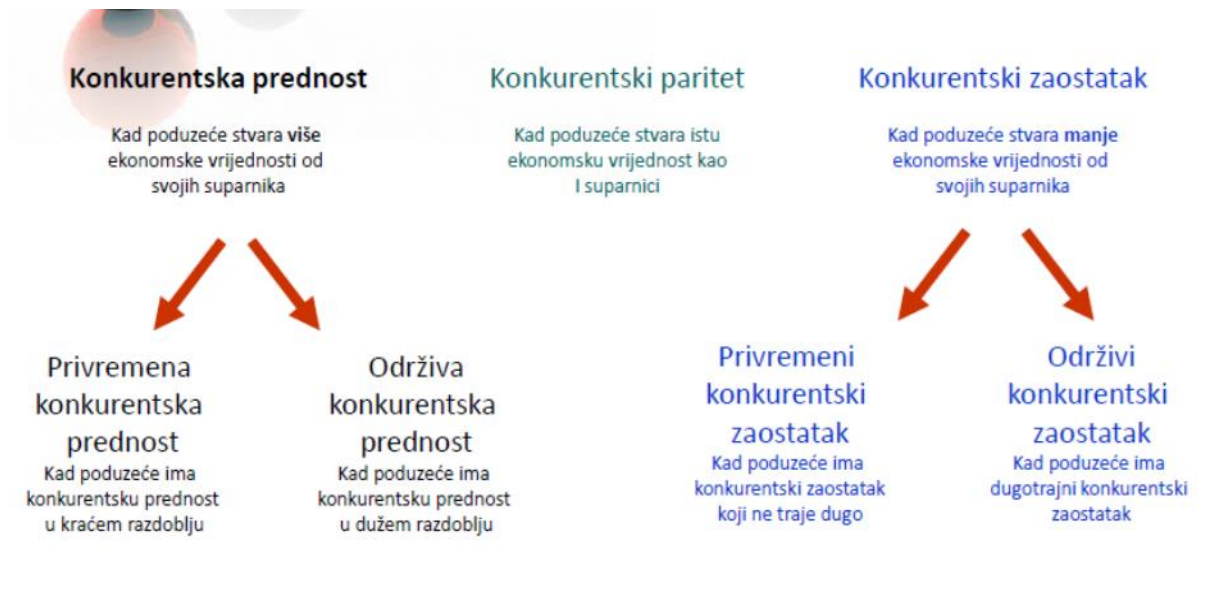 Konkurentska prednost
Kad poduzeće stvara više
ekonomske vrijednosti od
svojih suparnika
Konkurentski paritet
Kad poduzeće stvara istu
ekonomsku vrijednost kao
I suparnici
Konkurentski zaostatak
Kad poduzeće stvara manje
ekonomske vrijednosti od
svojih suparnika
Privremena
konkurentska
prednost
Kad poduzeće ima
konkurentsku prednost
u kraćem razdoblju
Održiva
konkurentska
prednost
Kad poduzeće ima
konkurentsku prednost
u dužem razdoblju
Privremeni
konkurentski
zaostatak
Kad poduzeće ima
konkurentski zaostatak
koji ne traje dugo
Održivi
konkurentski
zaostatak
Kad poduzeće ima
dugotrajni konkurentski
zaostatak